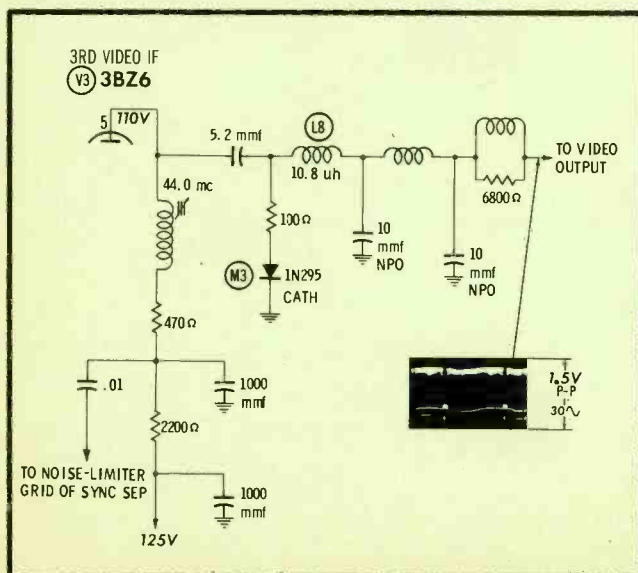 3RD VIDEO IF
V3 3BZ6
5 110V
5.2 mmf
L8
10.8 uh
44.0 mc
TO VIDEO
OUTPUT
6800Ω
100Ω
10
mmf
NPO
10
mmf
NPO
M3 1N295
CATH
470Ω
.01
1000
mmf
1.5V
P-P
30∿
2200Ω
TO NOISE-LIMITER
GRID OF SYNC SEP
1000
mmf
125V